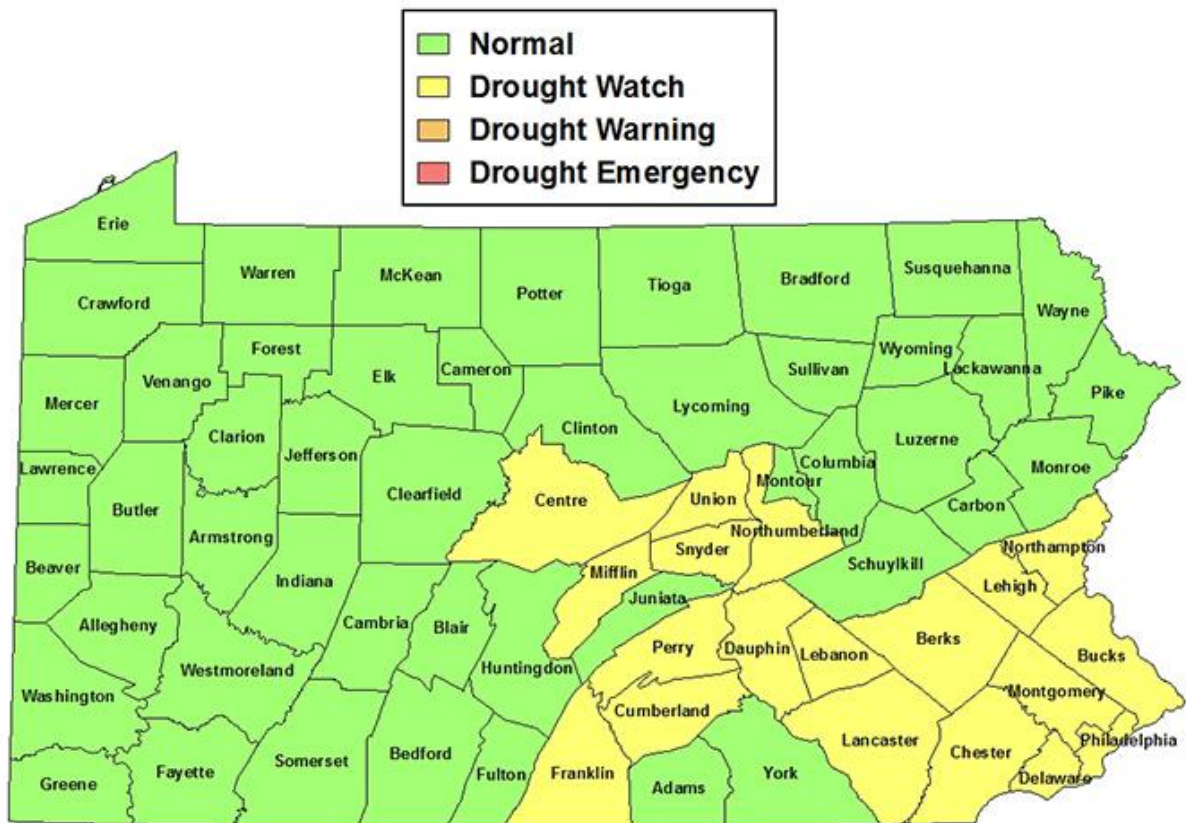 Normal
Drought Watch
Drought Warning
Drought Emergency
Erie
Warren
McKean
Potter
Tioga
Bradford
Susquehanna
Wayne
Crawford
Forest
Elk
Cameron
Sullivan
Wyoming
Lackawanna
Pike
Mercer
Venango
Clarion
Jefferson
Clinton
Lycoming
Columbia
Luzerne
Monroe
Lawrence
Butler
Armstrong
Clearfield
Centre
Union
Montour
Carbon
Beaver
Indiana
Mifflin
Snyder
Northumberland
Schuylkill
Northampton
Lehigh
Allegheny
Westmoreland
Cambria
Blair
Huntingdon
Juniata
Perry
Dauphin
Lebanon
Berks
Bucks
Washington
Cumberland
Montgomery
Philadelphia
Greene
Fayette
Somerset
Bedford
Fulton
Franklin
Adams
York
Lancaster
Chester
Delaware